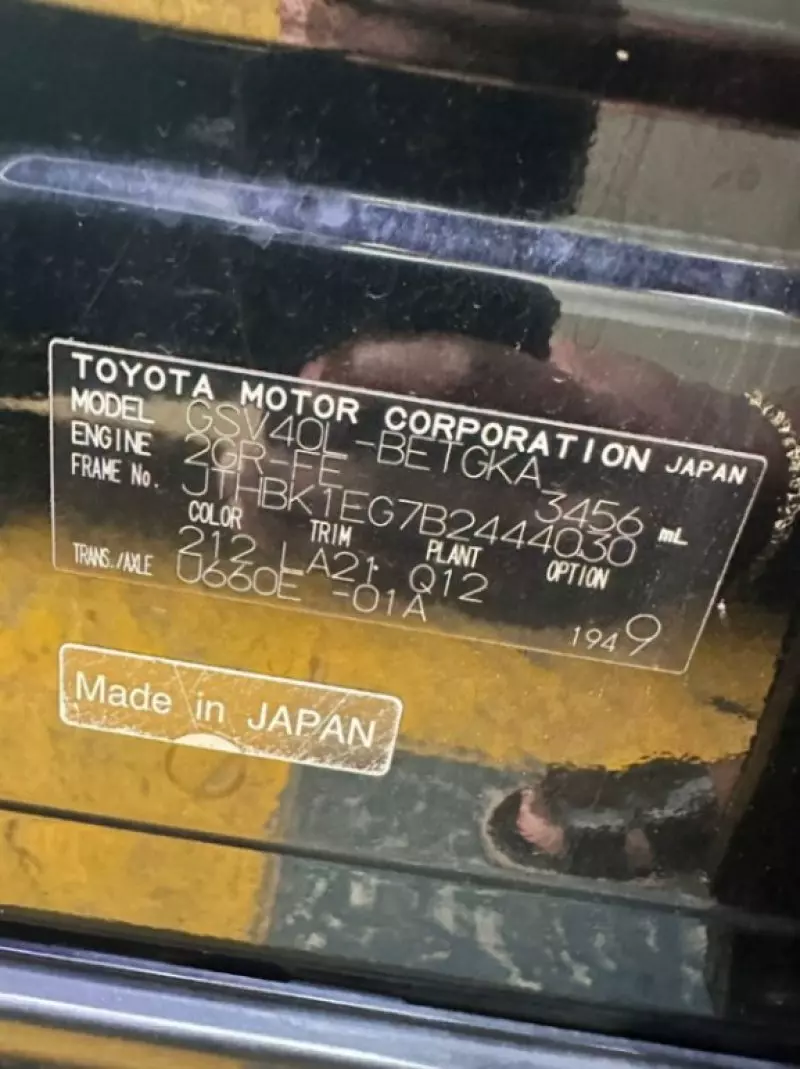 TOYOTA MOTOR CORPORATION JAPAN
MODEL GSV40L-BETGKA
ENGINE 2GR-FE 3456 mL
FRAME No. JTHBK1EG7B2444030
COLOR TRIM PLANT OPTION
212 LA21 Q12
TRANS./AXLE U660E -01A
1949
Made in JAPAN